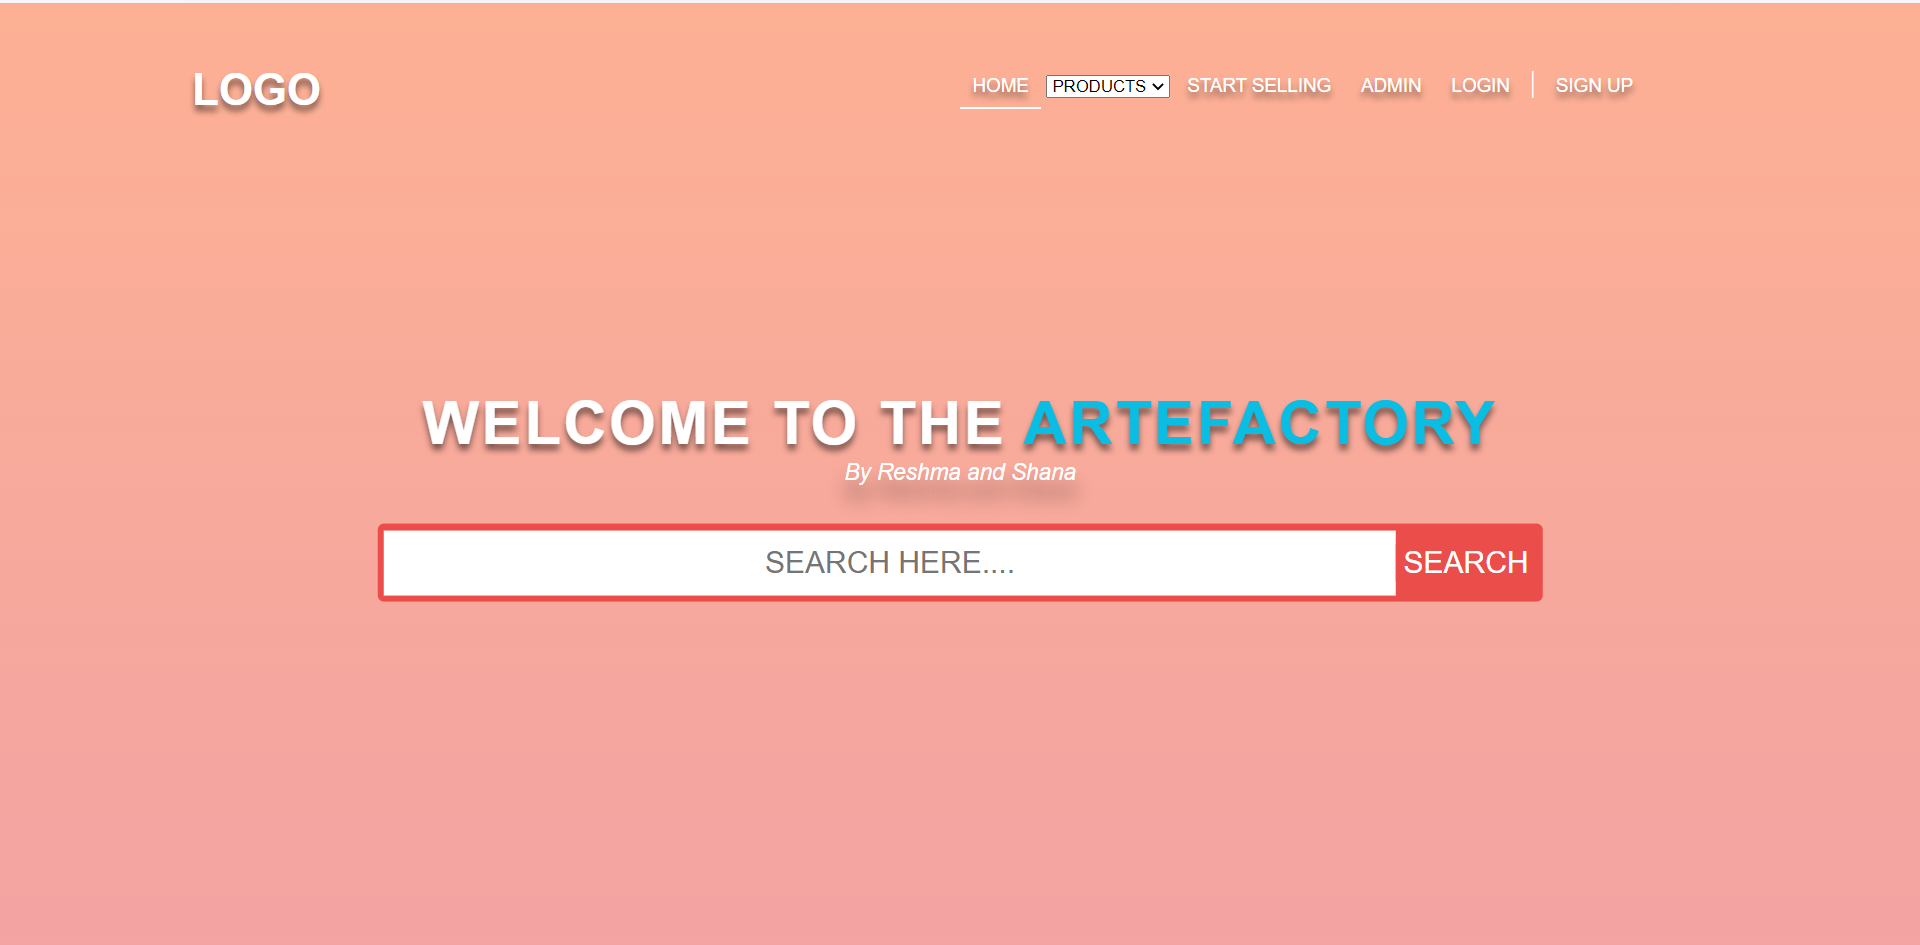 LOGO
HOME PRODUCTS START SELLING ADMIN LOGIN | SIGN UP
WELCOME TO THE ARTEFACTORY
By Reshma and Shana
SEARCH HERE.... SEARCH